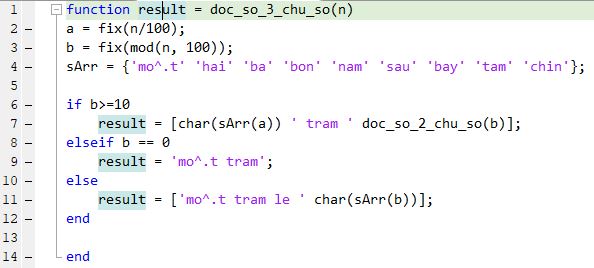 1 function result = doc_so_3_chu_so(n)
2 – a = fix(n/100);
3 – b = fix(mod(n, 100));
4 – sArr = {'mo^.t' 'hai' 'ba' 'bon' 'nam' 'sau' 'bay' 'tam' 'chin'};
5
6 – if b>=10
7 – result = [char(sArr(a)) ' tram ' doc_so_2_chu_so(b)];
8 – elseif b == 0
9 – result = 'mo^.t tram';
10 – else
11 – result = ['mo^.t tram le ' char(sArr(b))];
12 – end
13
14 – end